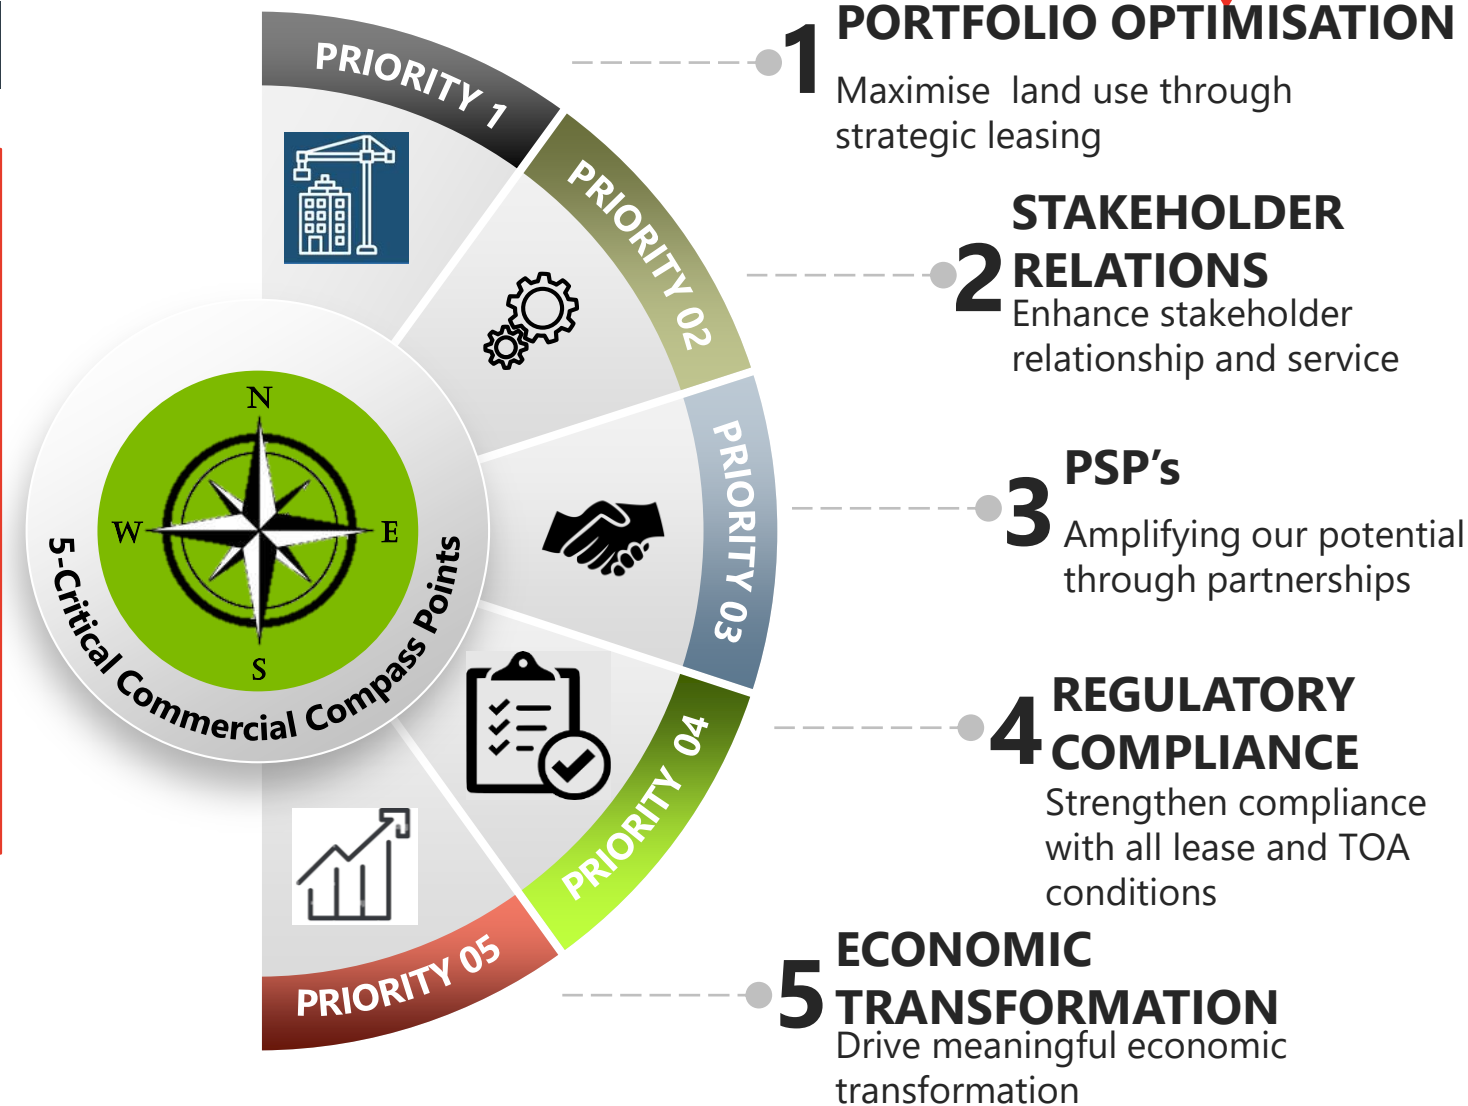 PRIORITY 1
PRIORITY 02
PRIORITY 03
PRIORITY 04
PRIORITY 05
N
W
E
S
5-Critical Commercial Compass Points
1
PORTFOLIO OPTIMISATION
Maximise  land use through
strategic leasing
2
STAKEHOLDER
RELATIONS
Enhance stakeholder
relationship and service
3
PSP’s
Amplifying our potential
through partnerships
4
REGULATORY
COMPLIANCE
Strengthen compliance
with all lease and TOA
conditions
5
ECONOMIC
TRANSFORMATION
Drive meaningful economic
transformation